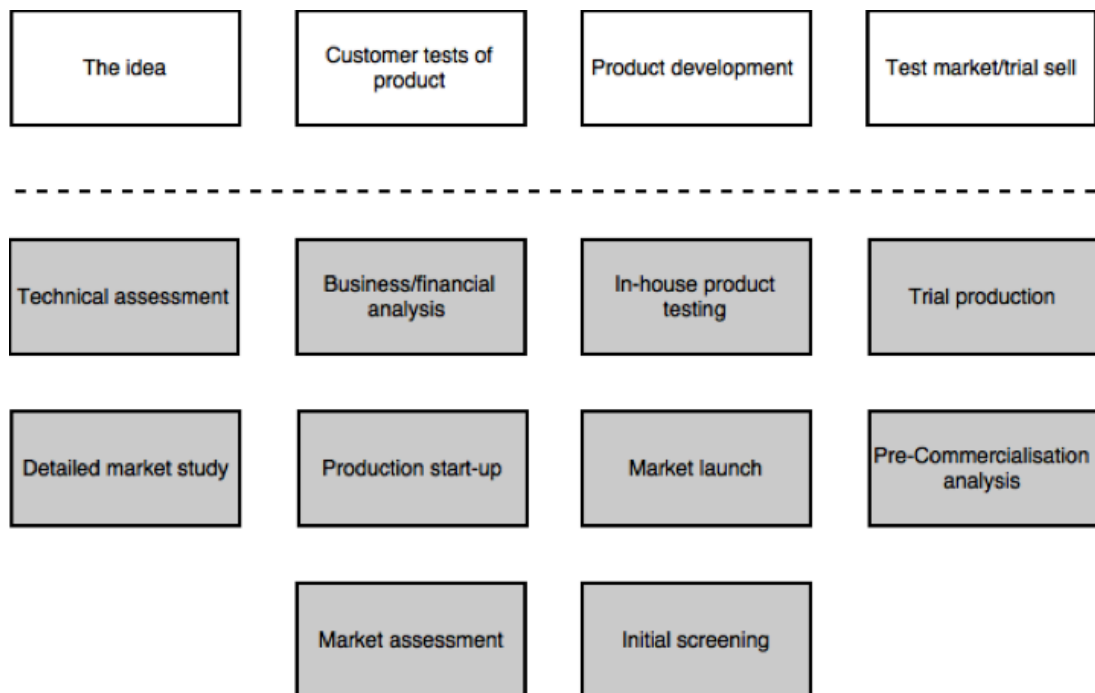 The idea
Customer tests of
product
Product development
Test market/trial sell
Technical assessment
Business/financial
analysis
In-house product
testing
Trial production
Detailed market study
Production start-up
Market launch
Pre-Commercialisation
analysis
Market assessment
Initial screening